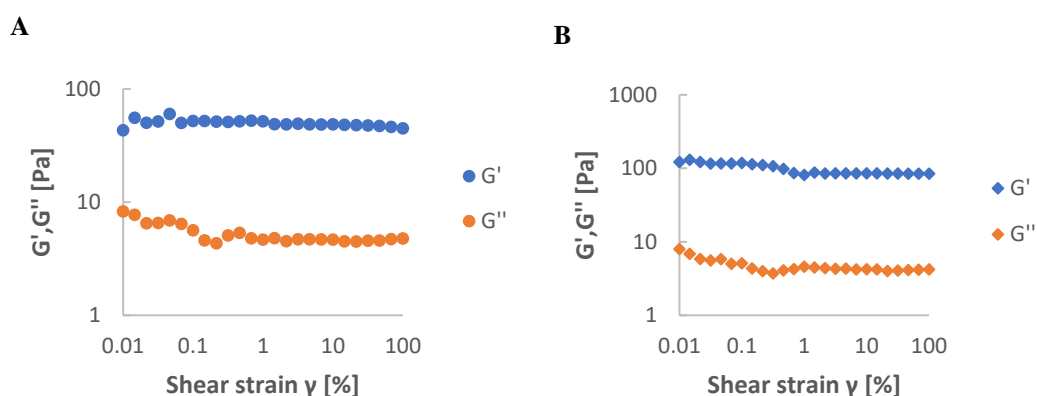 A
G',G'' [Pa]
100
10
1
0.01 0.1 1 10 100
Shear strain γ [%]
G'
G''
B
G',G'' [Pa]
1000
100
10
1
0.01 0.1 1 10 100
Shear strain γ [%]
G'
G''